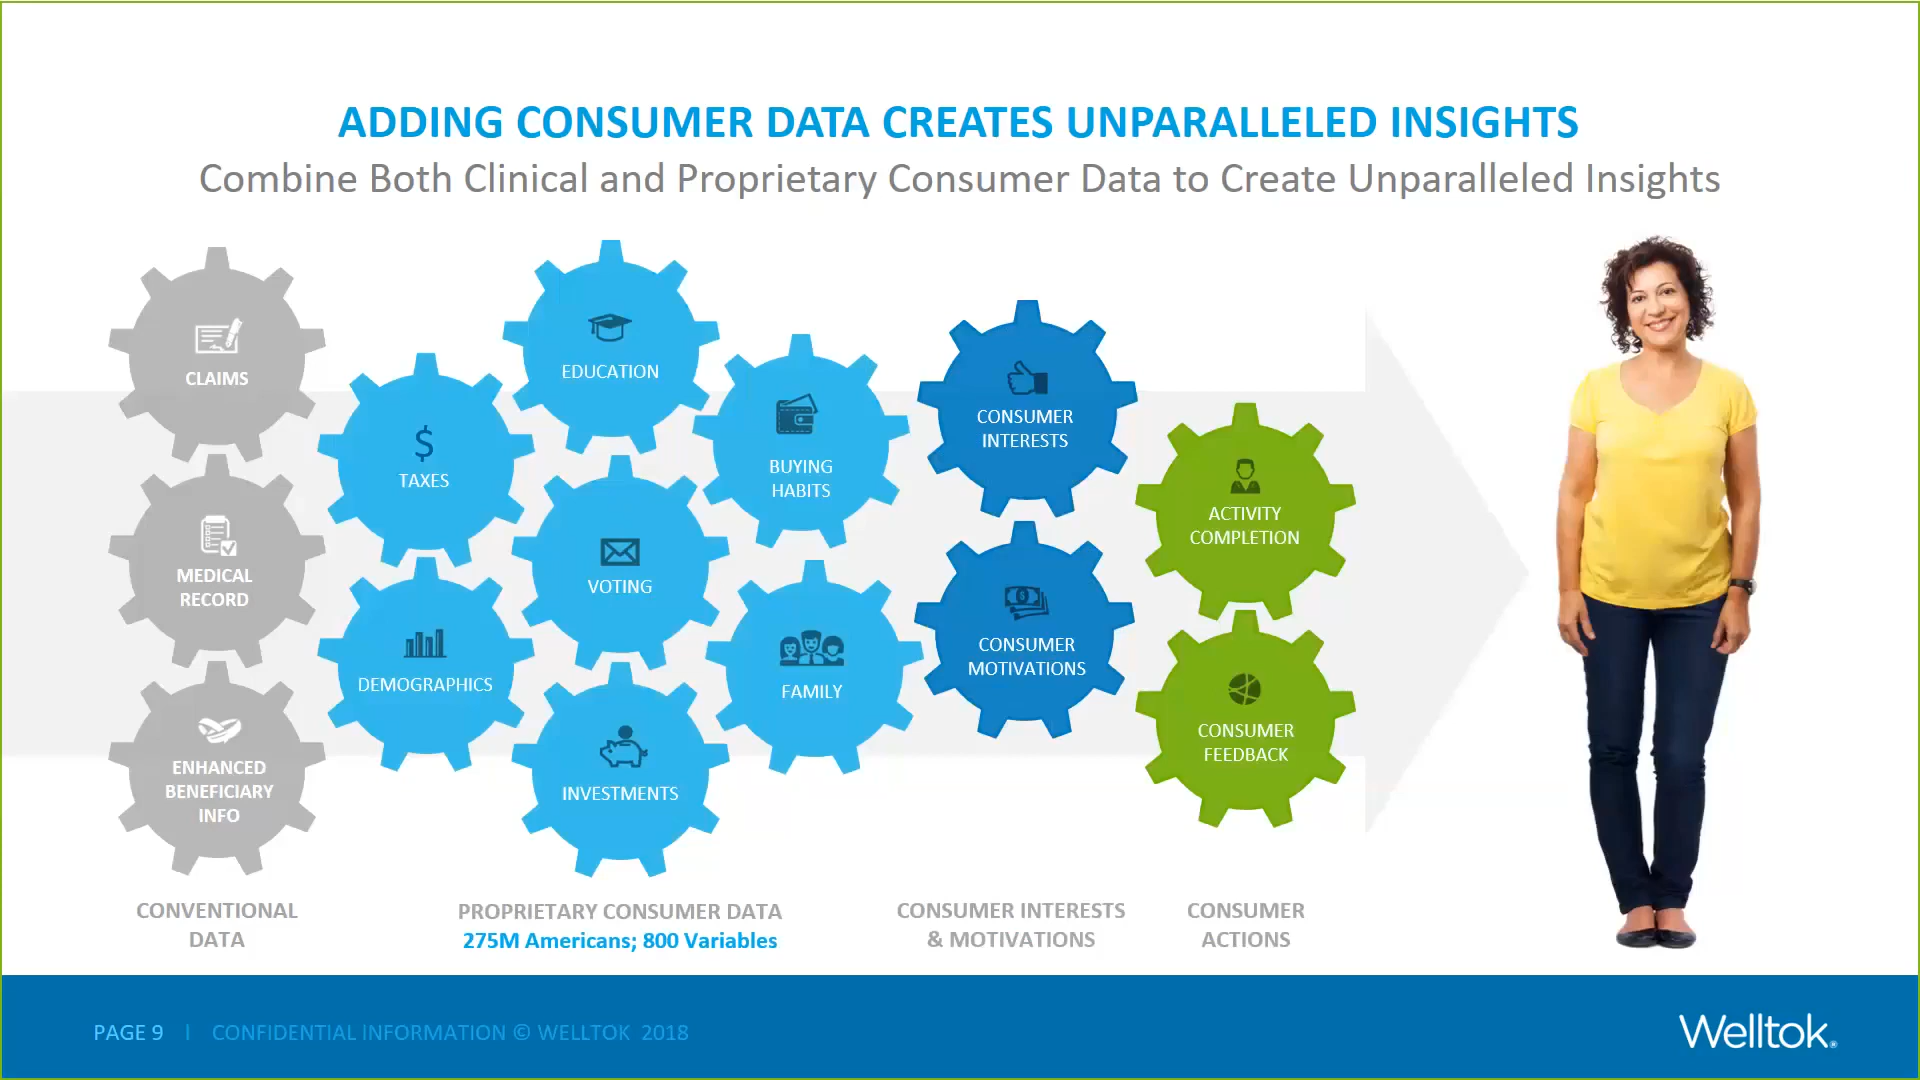 ADDING CONSUMER DATA CREATES UNPARALLELED INSIGHTS
Combine Both Clinical and Proprietary Consumer Data to Create Unparalleled Insights
CLAIMS
MEDICAL
RECORD
ENHANCED
BENEFICIARY
INFO
$
TAXES
DEMOGRAPHICS
EDUCATION
VOTING
INVESTMENTS
BUYING
HABITS
FAMILY
CONSUMER
INTERESTS
CONSUMER
MOTIVATIONS
ACTIVITY
COMPLETION
CONSUMER
FEEDBACK
CONVENTIONAL
DATA
PROPRIETARY CONSUMER DATA
275M Americans; 800 Variables
CONSUMER INTERESTS
& MOTIVATIONS
CONSUMER
ACTIONS
PAGE 9 | CONFIDENTIAL INFORMATION © WELLTOK 2018
Welltok®